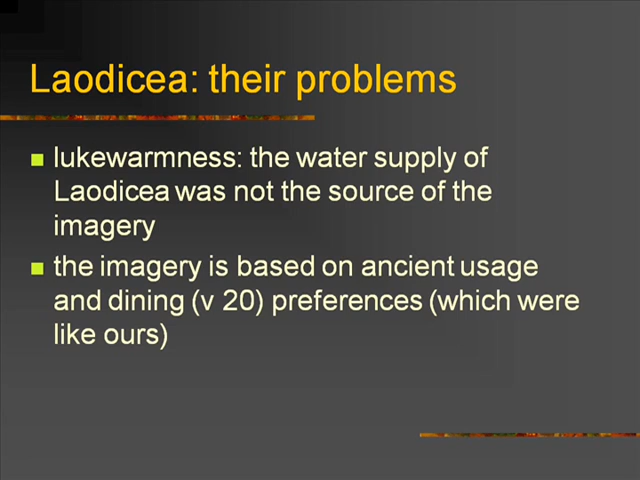 Laodicea: their problems
lukewarmness: the water supply of
Laodicea was not the source of the
imagery
the imagery is based on ancient usage
and dining (v 20) preferences (which were
like ours)